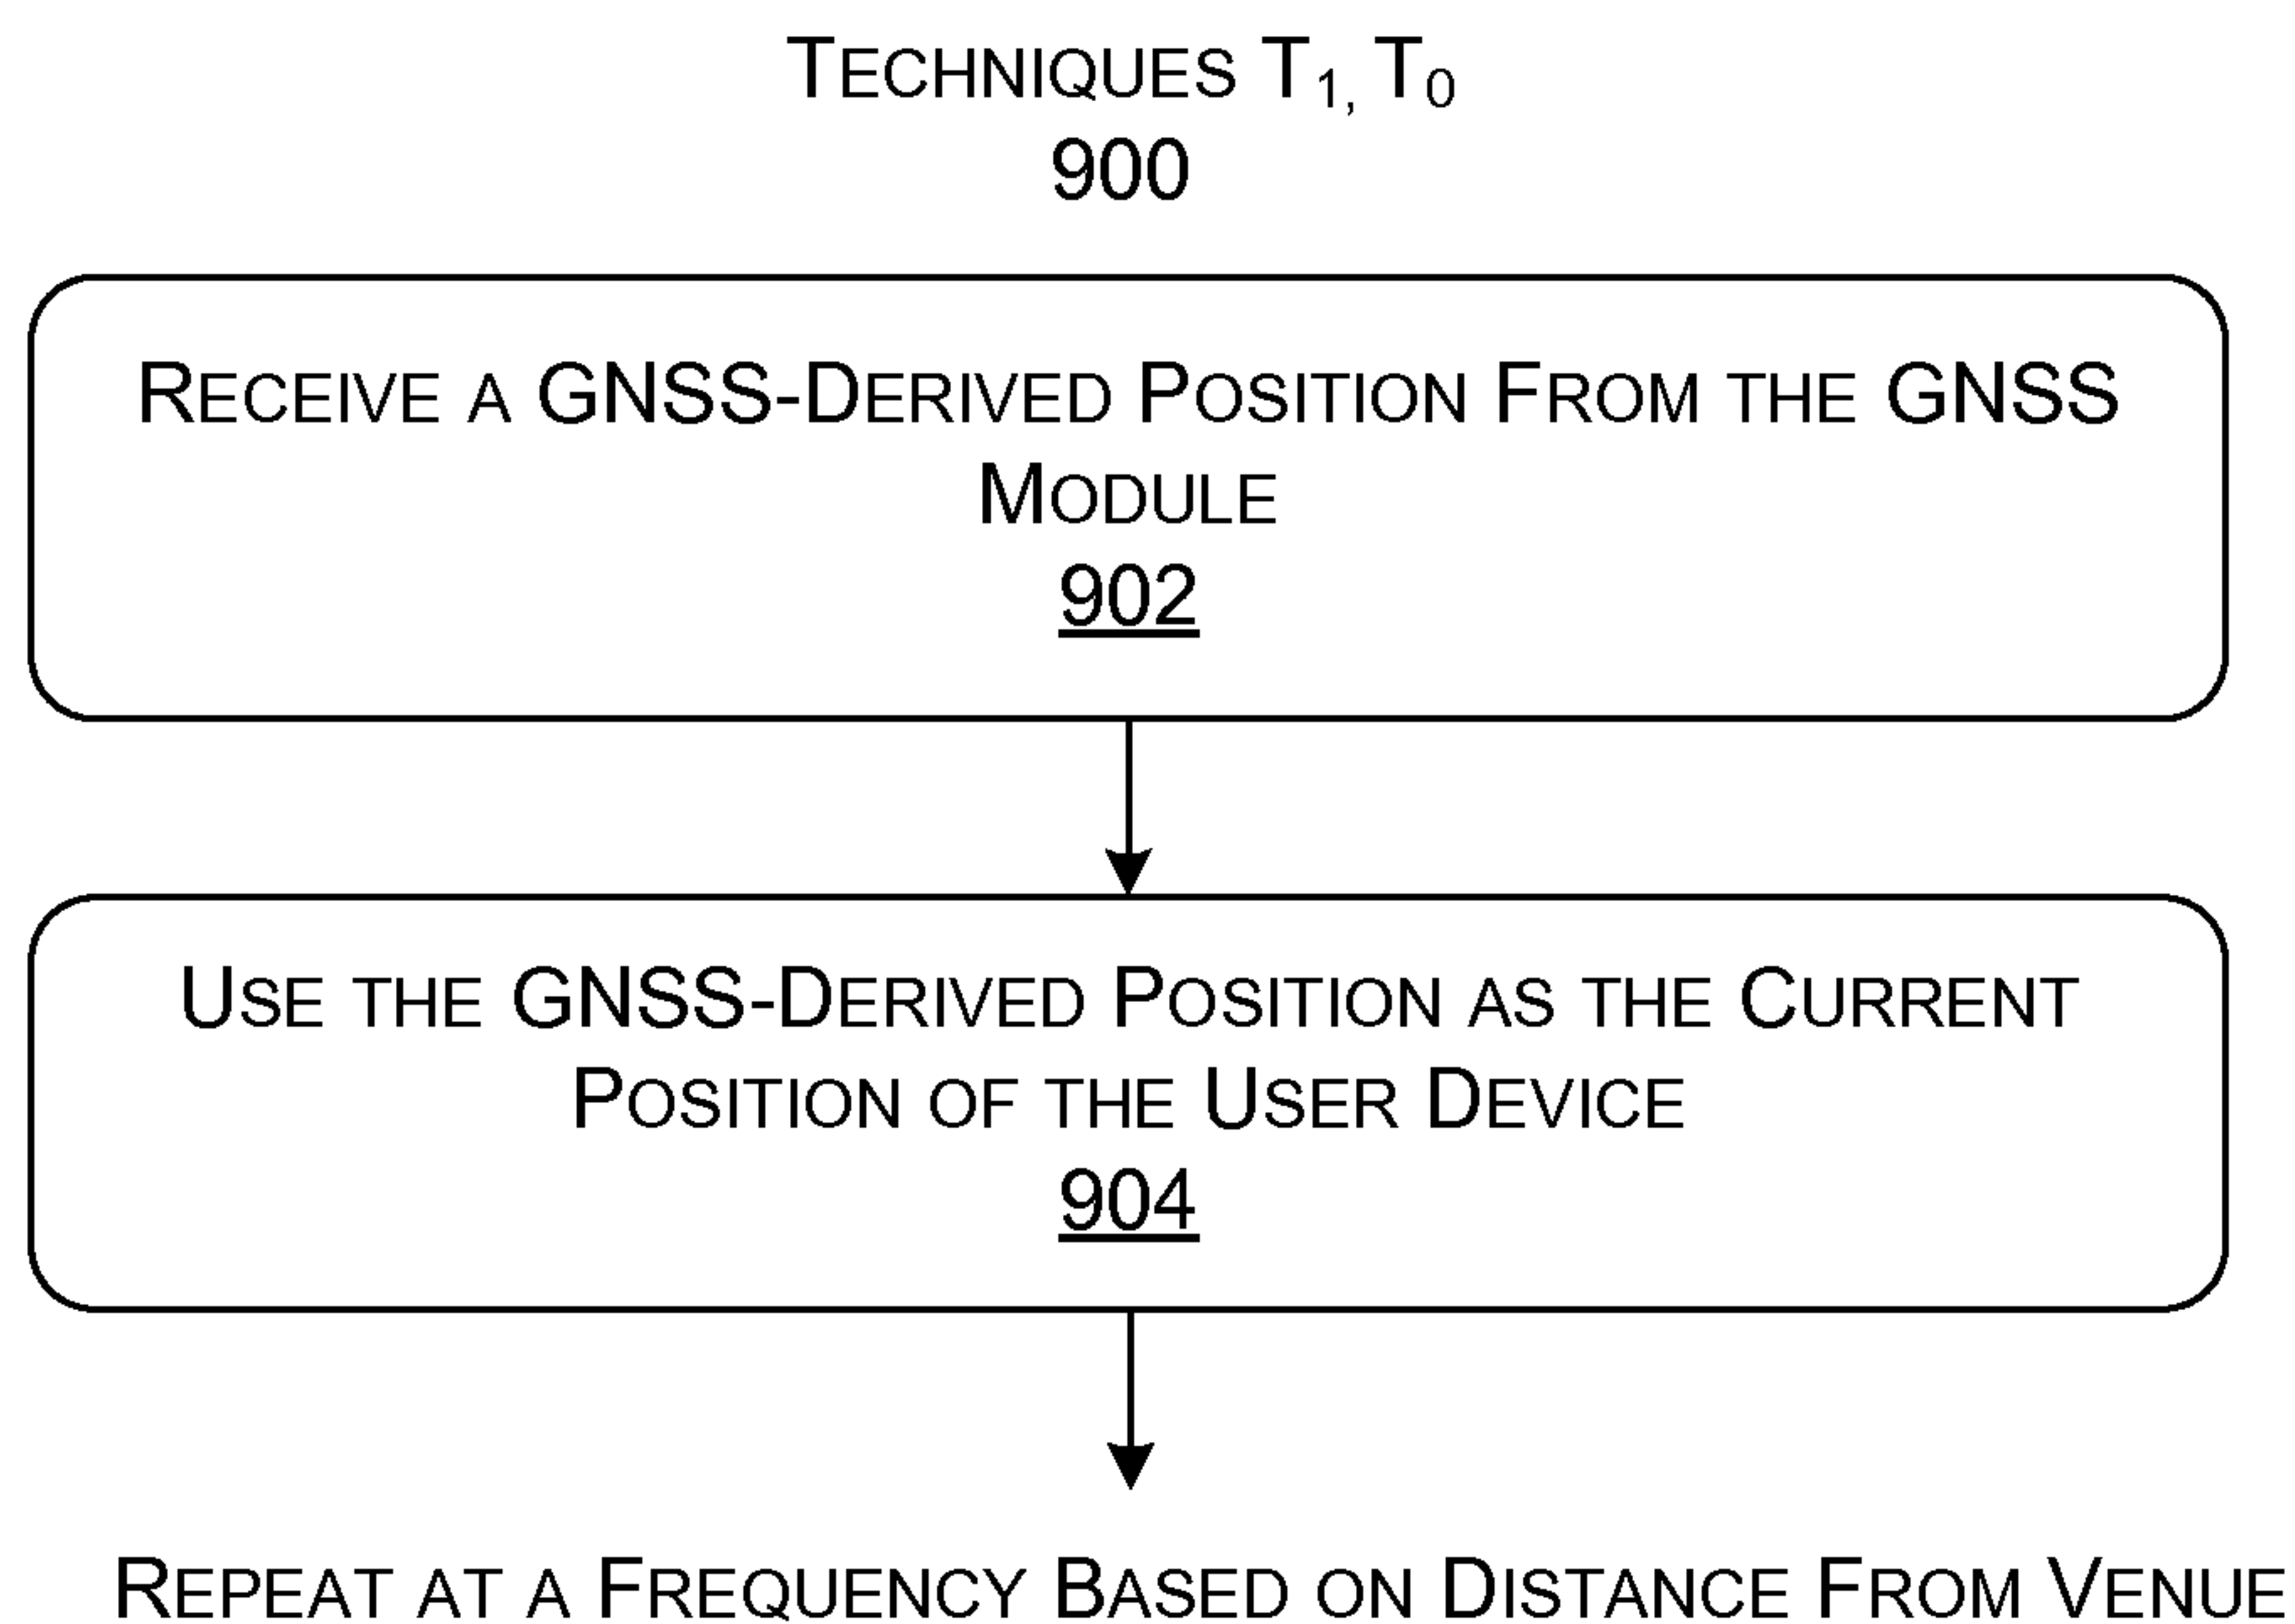 TECHNIQUES T1, T0
900
RECEIVE A GNSS-DERIVED POSITION FROM THE GNSS
MODULE
902
USE THE GNSS-DERIVED POSITION AS THE CURRENT
POSITION OF THE USER DEVICE
904
REPEAT AT A FREQUENCY BASED ON DISTANCE FROM VENUE